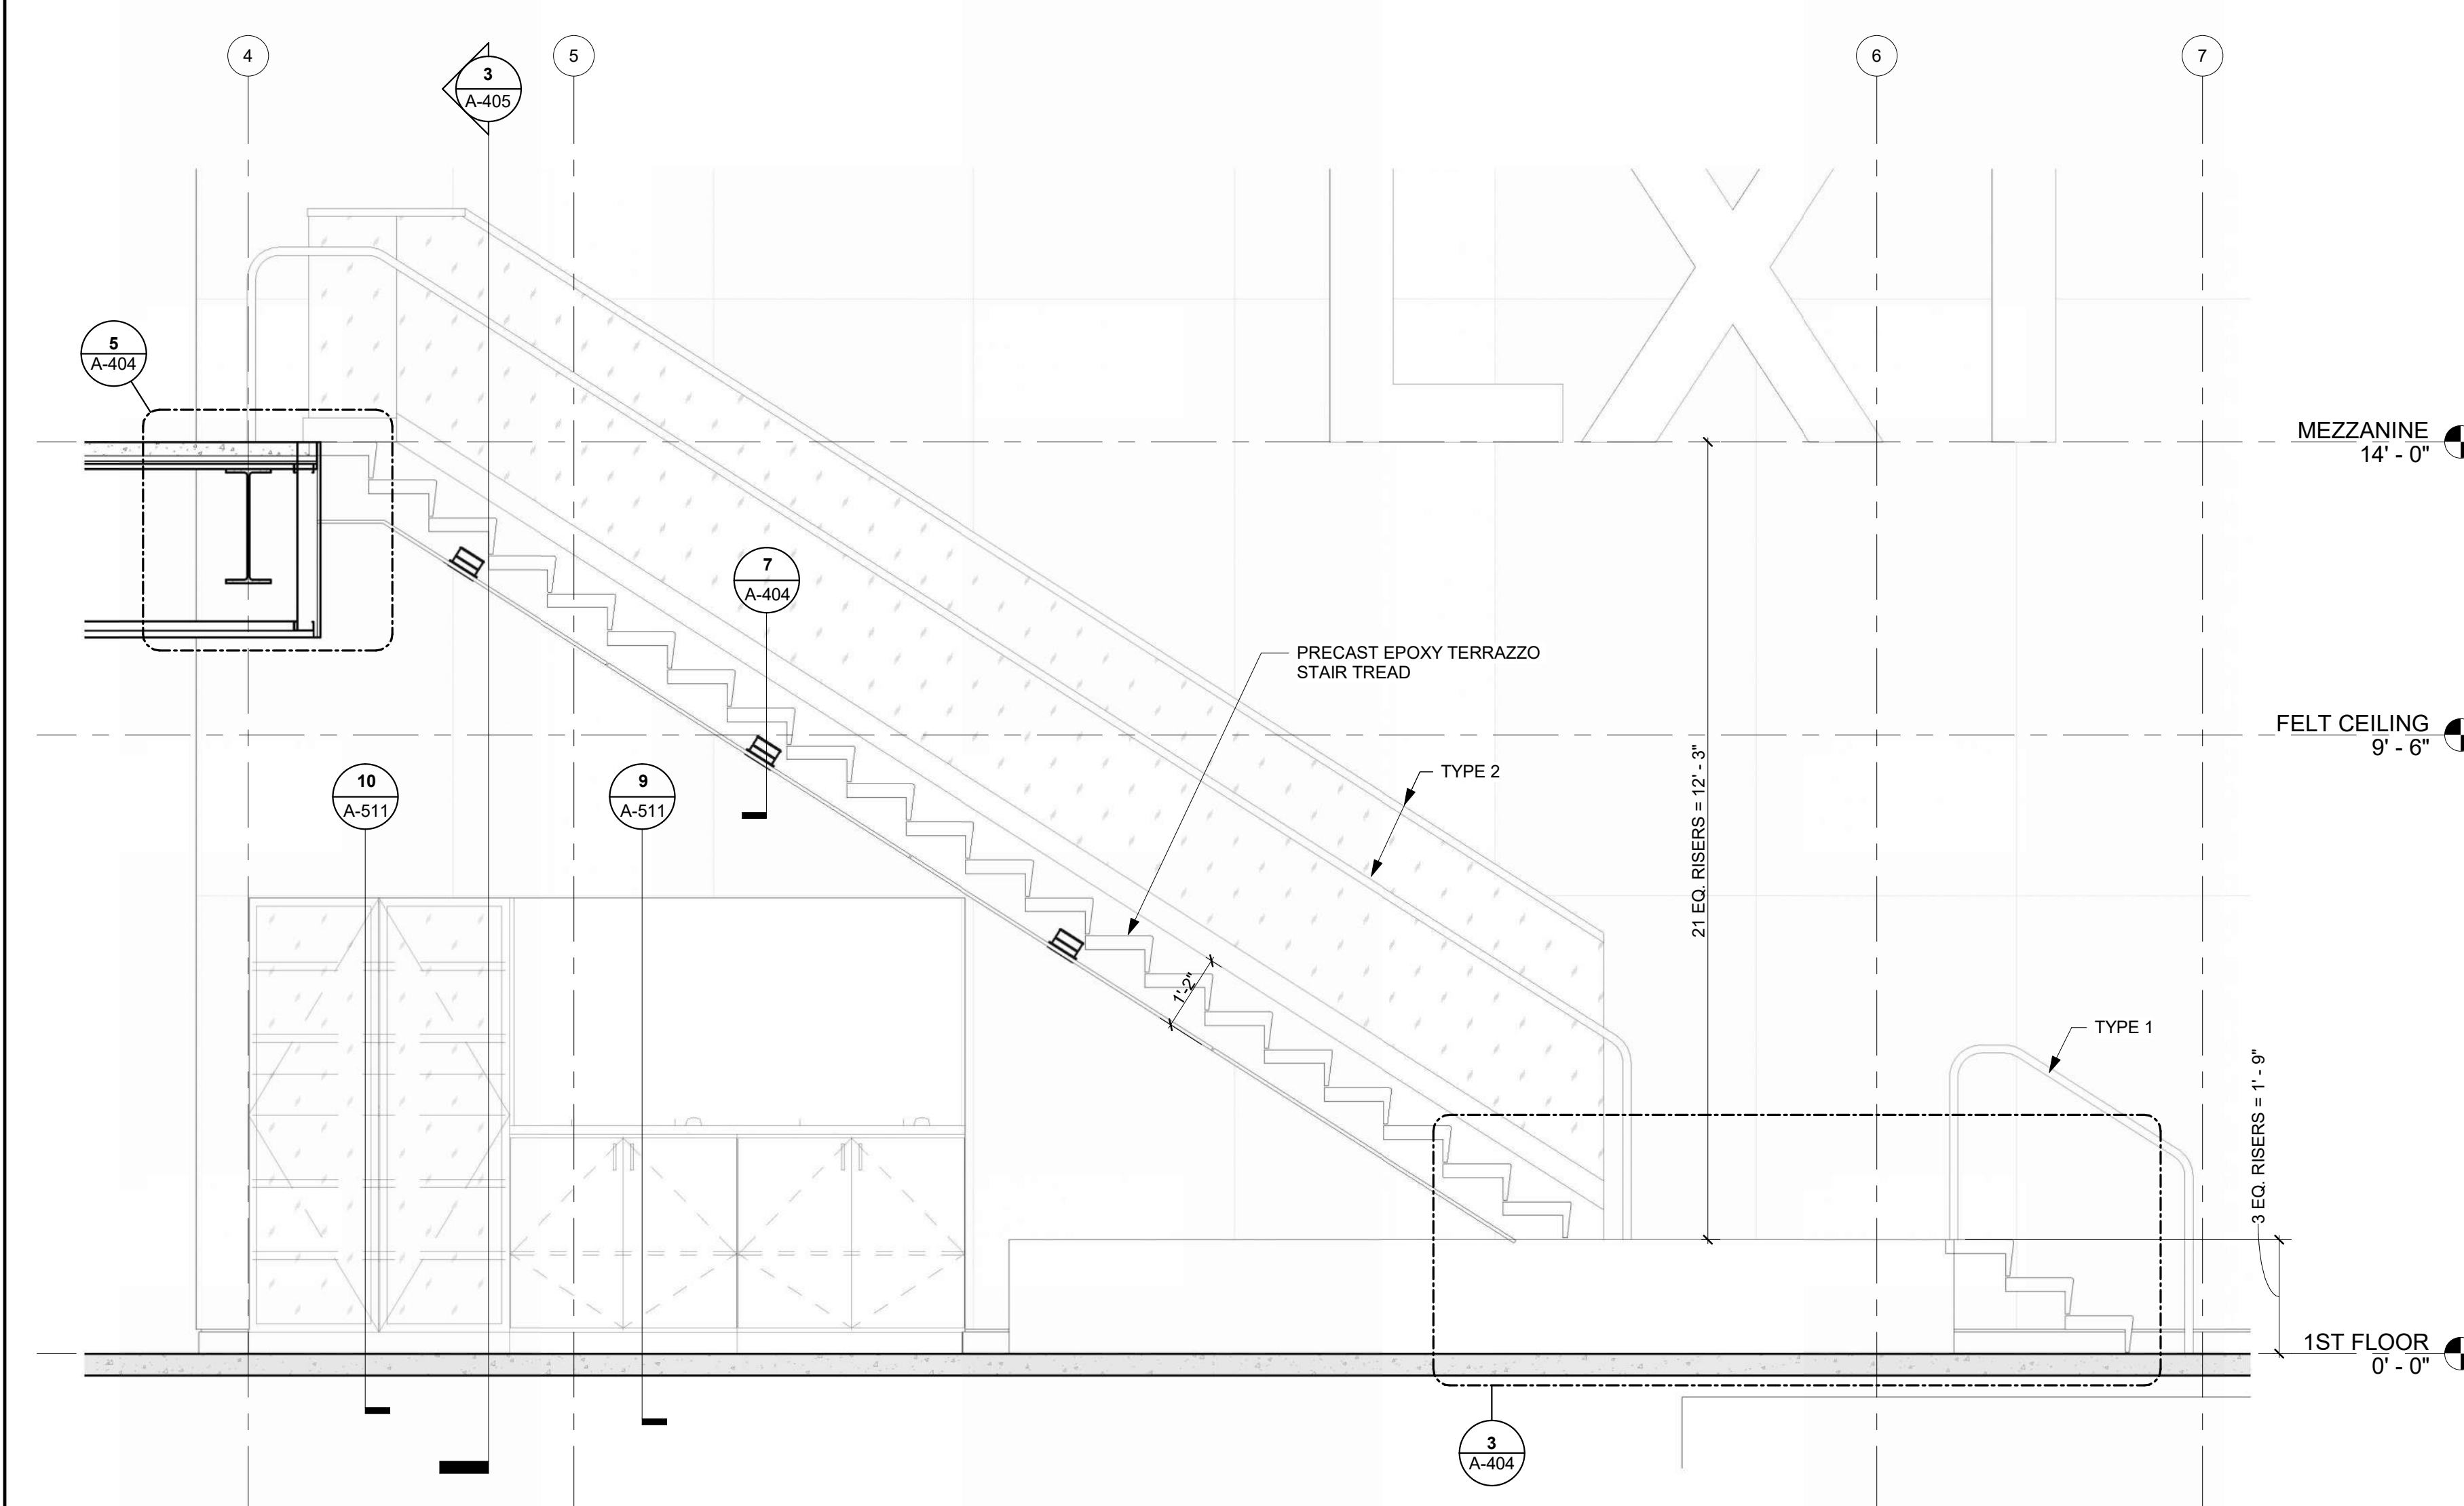 4
5
6
7
3
A-405
LXI
5
A-404
MEZZANINE
14' - 0"
7
A-404
PRECAST EPOXY TERRAZZO
STAIR TREAD
FELT CEILING
9' - 6"
TYPE 2
21 EQ. RISERS = 12' - 3"
10
A-511
9
A-511
1'-2"
TYPE 1
3 EQ. RISERS = 1' - 9"
1ST FLOOR
0' - 0"
3
A-404